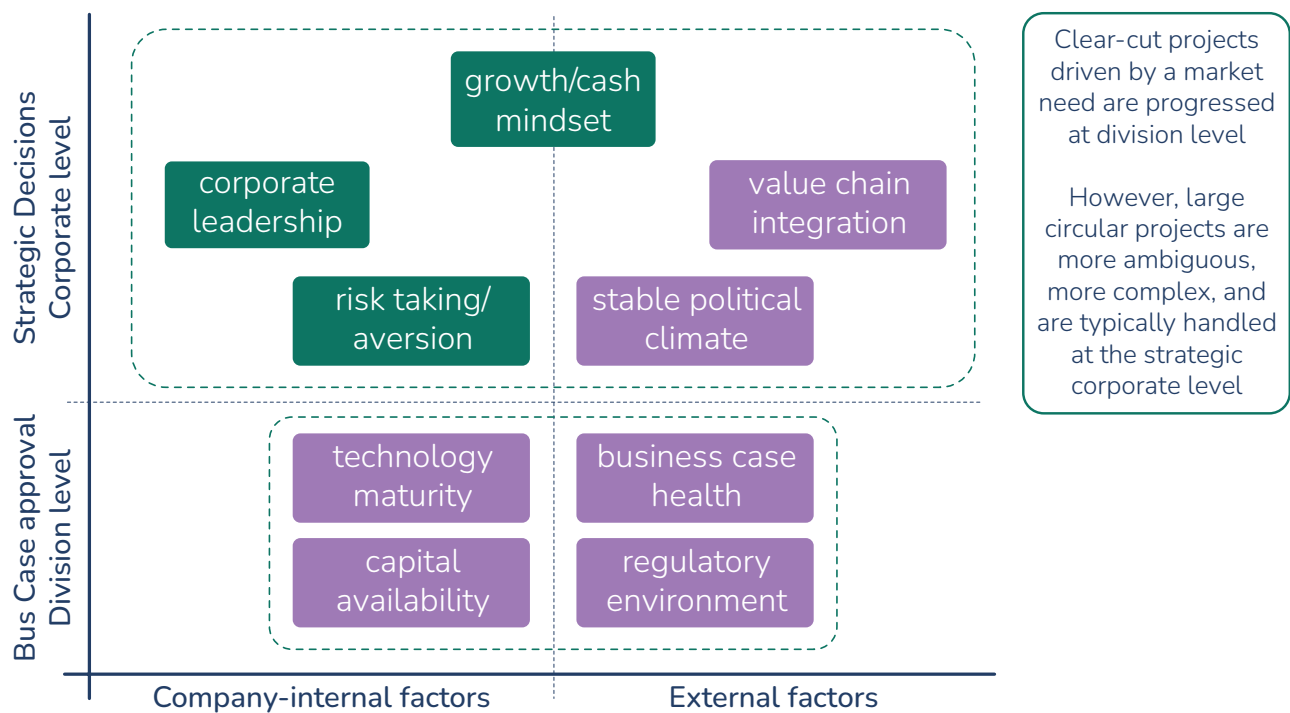 Strategic Decisions
Corporate level
growth/cash
mindset
corporate
leadership
value chain
integration
risk taking/
aversion
stable political
climate
Bus Case approval
Division level
technology
maturity
business case
health
capital
availability
regulatory
environment
Company-internal factors
External factors
Clear-cut projects
driven by a market
need are progressed
at division level
However, large
circular projects are
more ambiguous,
more complex, and
are typically handled
at the strategic
corporate level